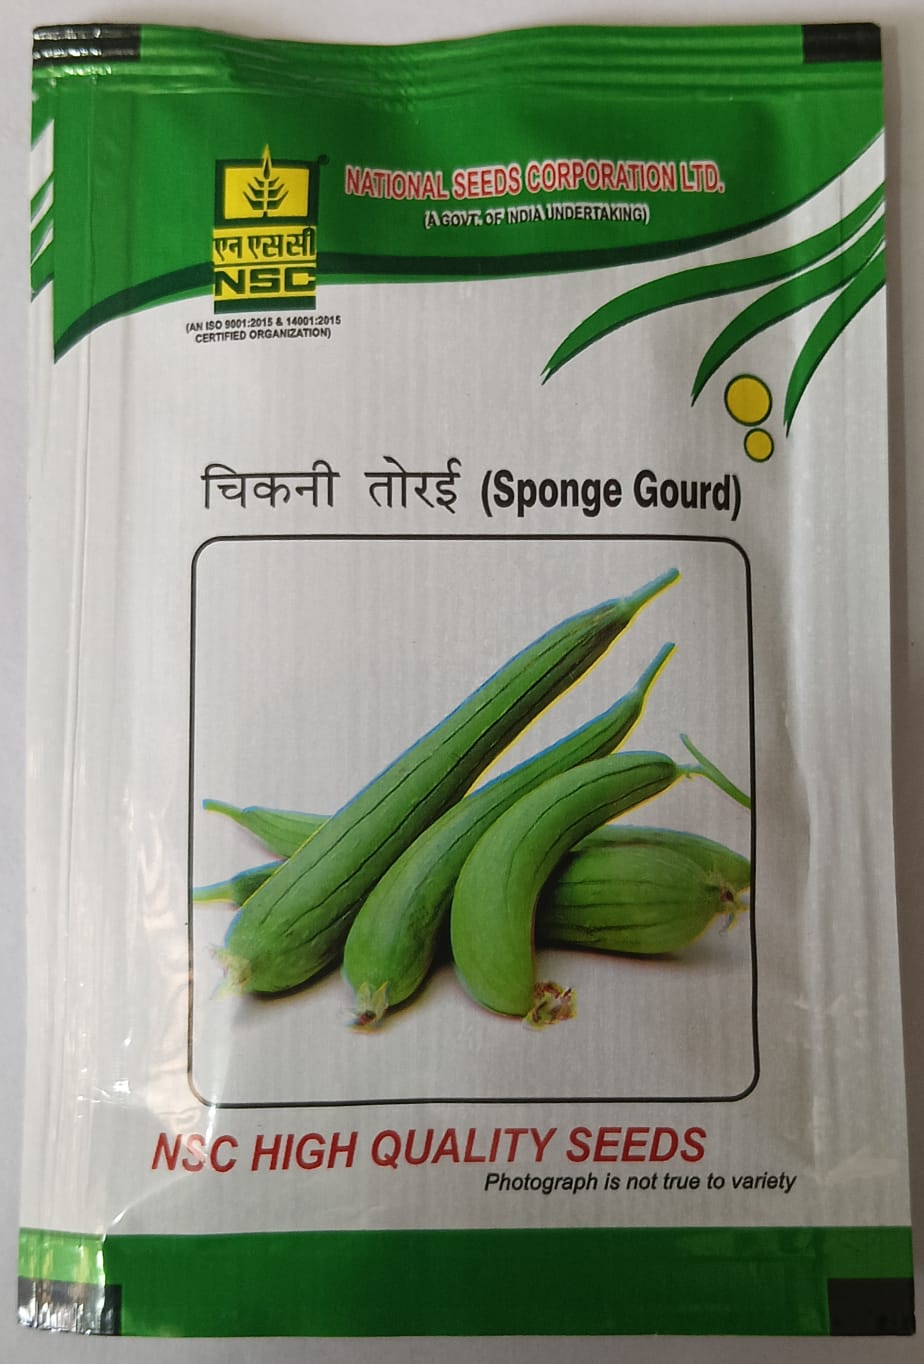 NATIONAL SEEDS CORPORATION LTD.
(A GOVT. OF INDIA UNDERTAKING)
एन एस सी
NSC
(AN ISO 9001:2015 & 14001:2015
CERTIFIED ORGANIZATION)
चिकनी तोरई (Sponge Gourd)
NSC HIGH QUALITY SEEDS
Photograph is not true to variety